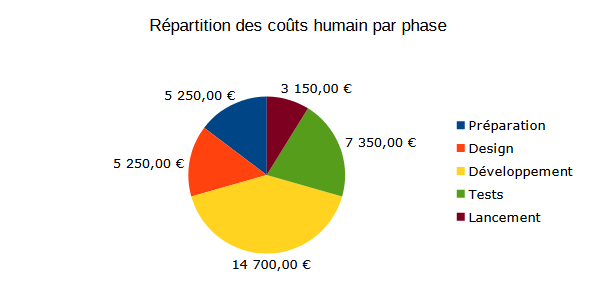 Répartition des coûts humain par phase
3 150,00 €
5 250,00 €
7 350,00 €
5 250,00 €
14 700,00 €
Préparation
Design
Développement
Tests
Lancement